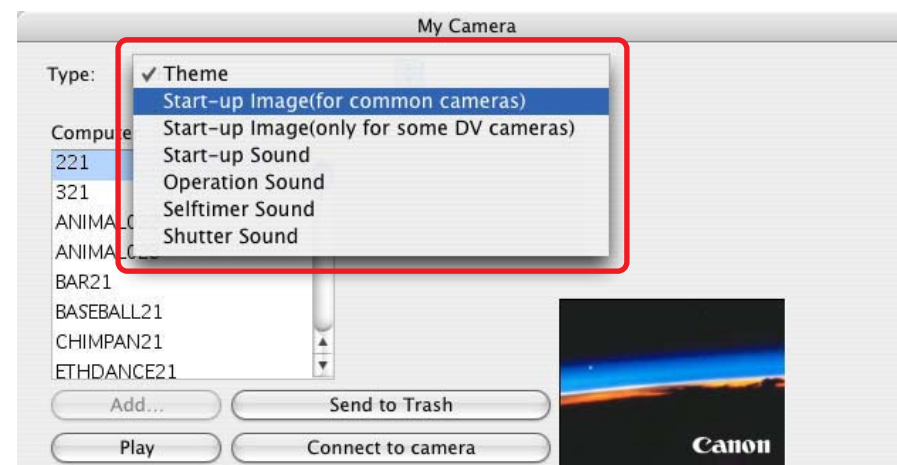 My Camera
Type:
✓ Theme
Start-up Image(for common cameras)
Start-up Image(only for some DV cameras)
Start-up Sound
Operation Sound
Selftimer Sound
Shutter Sound
Compute
221
321
BAR21
BASEBALL21
CHIMPAN21
ETHDANCE21
Add...
Send to Trash
Play
Connect to camera
Canon